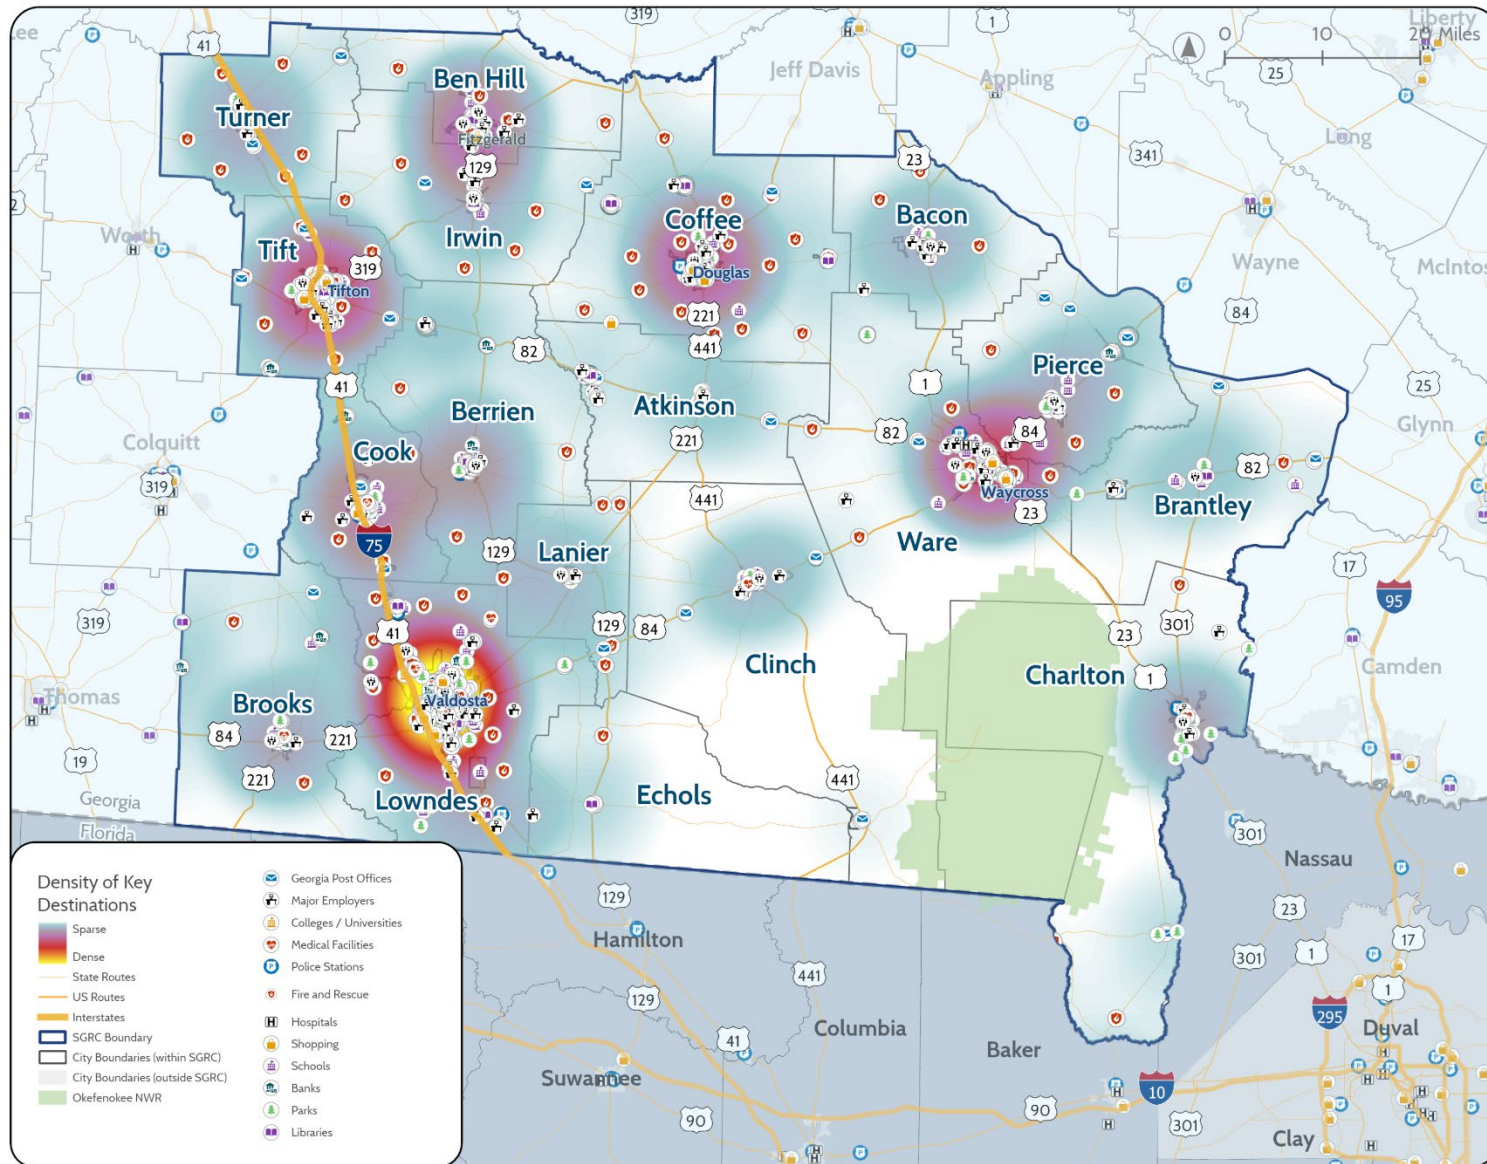 319
1
Liberty
Lee
41
0 10 20 Miles
Jeff Davis
Ben Hill
Appling
25
Turner
Fitzgerald
Long
129
23
341
Coffee
Bacon
Worth
Irwin
Tift
319
Douglas
Wayne
McIntos
Tifton
221
84
441
82
Pierce
41
1
25
Berrien
Atkinson
Colquitt
221
82
84
Glynn
Cook
82
319
441
Waycross
Brantley
23
75
Ware
129
Lanier
17
95
319
41
129
84
23
301
Clinch
Charlton
Camden
Thomas
1
Brooks
Valdosta
84
221
19
221
441
Georgia
Lowndes
Echols
Florida
301
Nassau
Density of Key
Destinations
Sparse
Dense
State Routes
US Routes
Interstates
SGRC Boundary
City Boundaries (within SGRC)
City Boundaries (outside SGRC)
Okefenokee NWR
Georgia Post Offices
Major Employers
Colleges / Universities
Medical Facilities
Police Stations
Fire and Rescue
Hospitals
Shopping
Schools
Banks
Parks
Libraries
129
23
Hamilton
17
301
1
441
129
1
295
Columbia
Duval
41
Baker
Suwannee
10
90
90
301
Clay